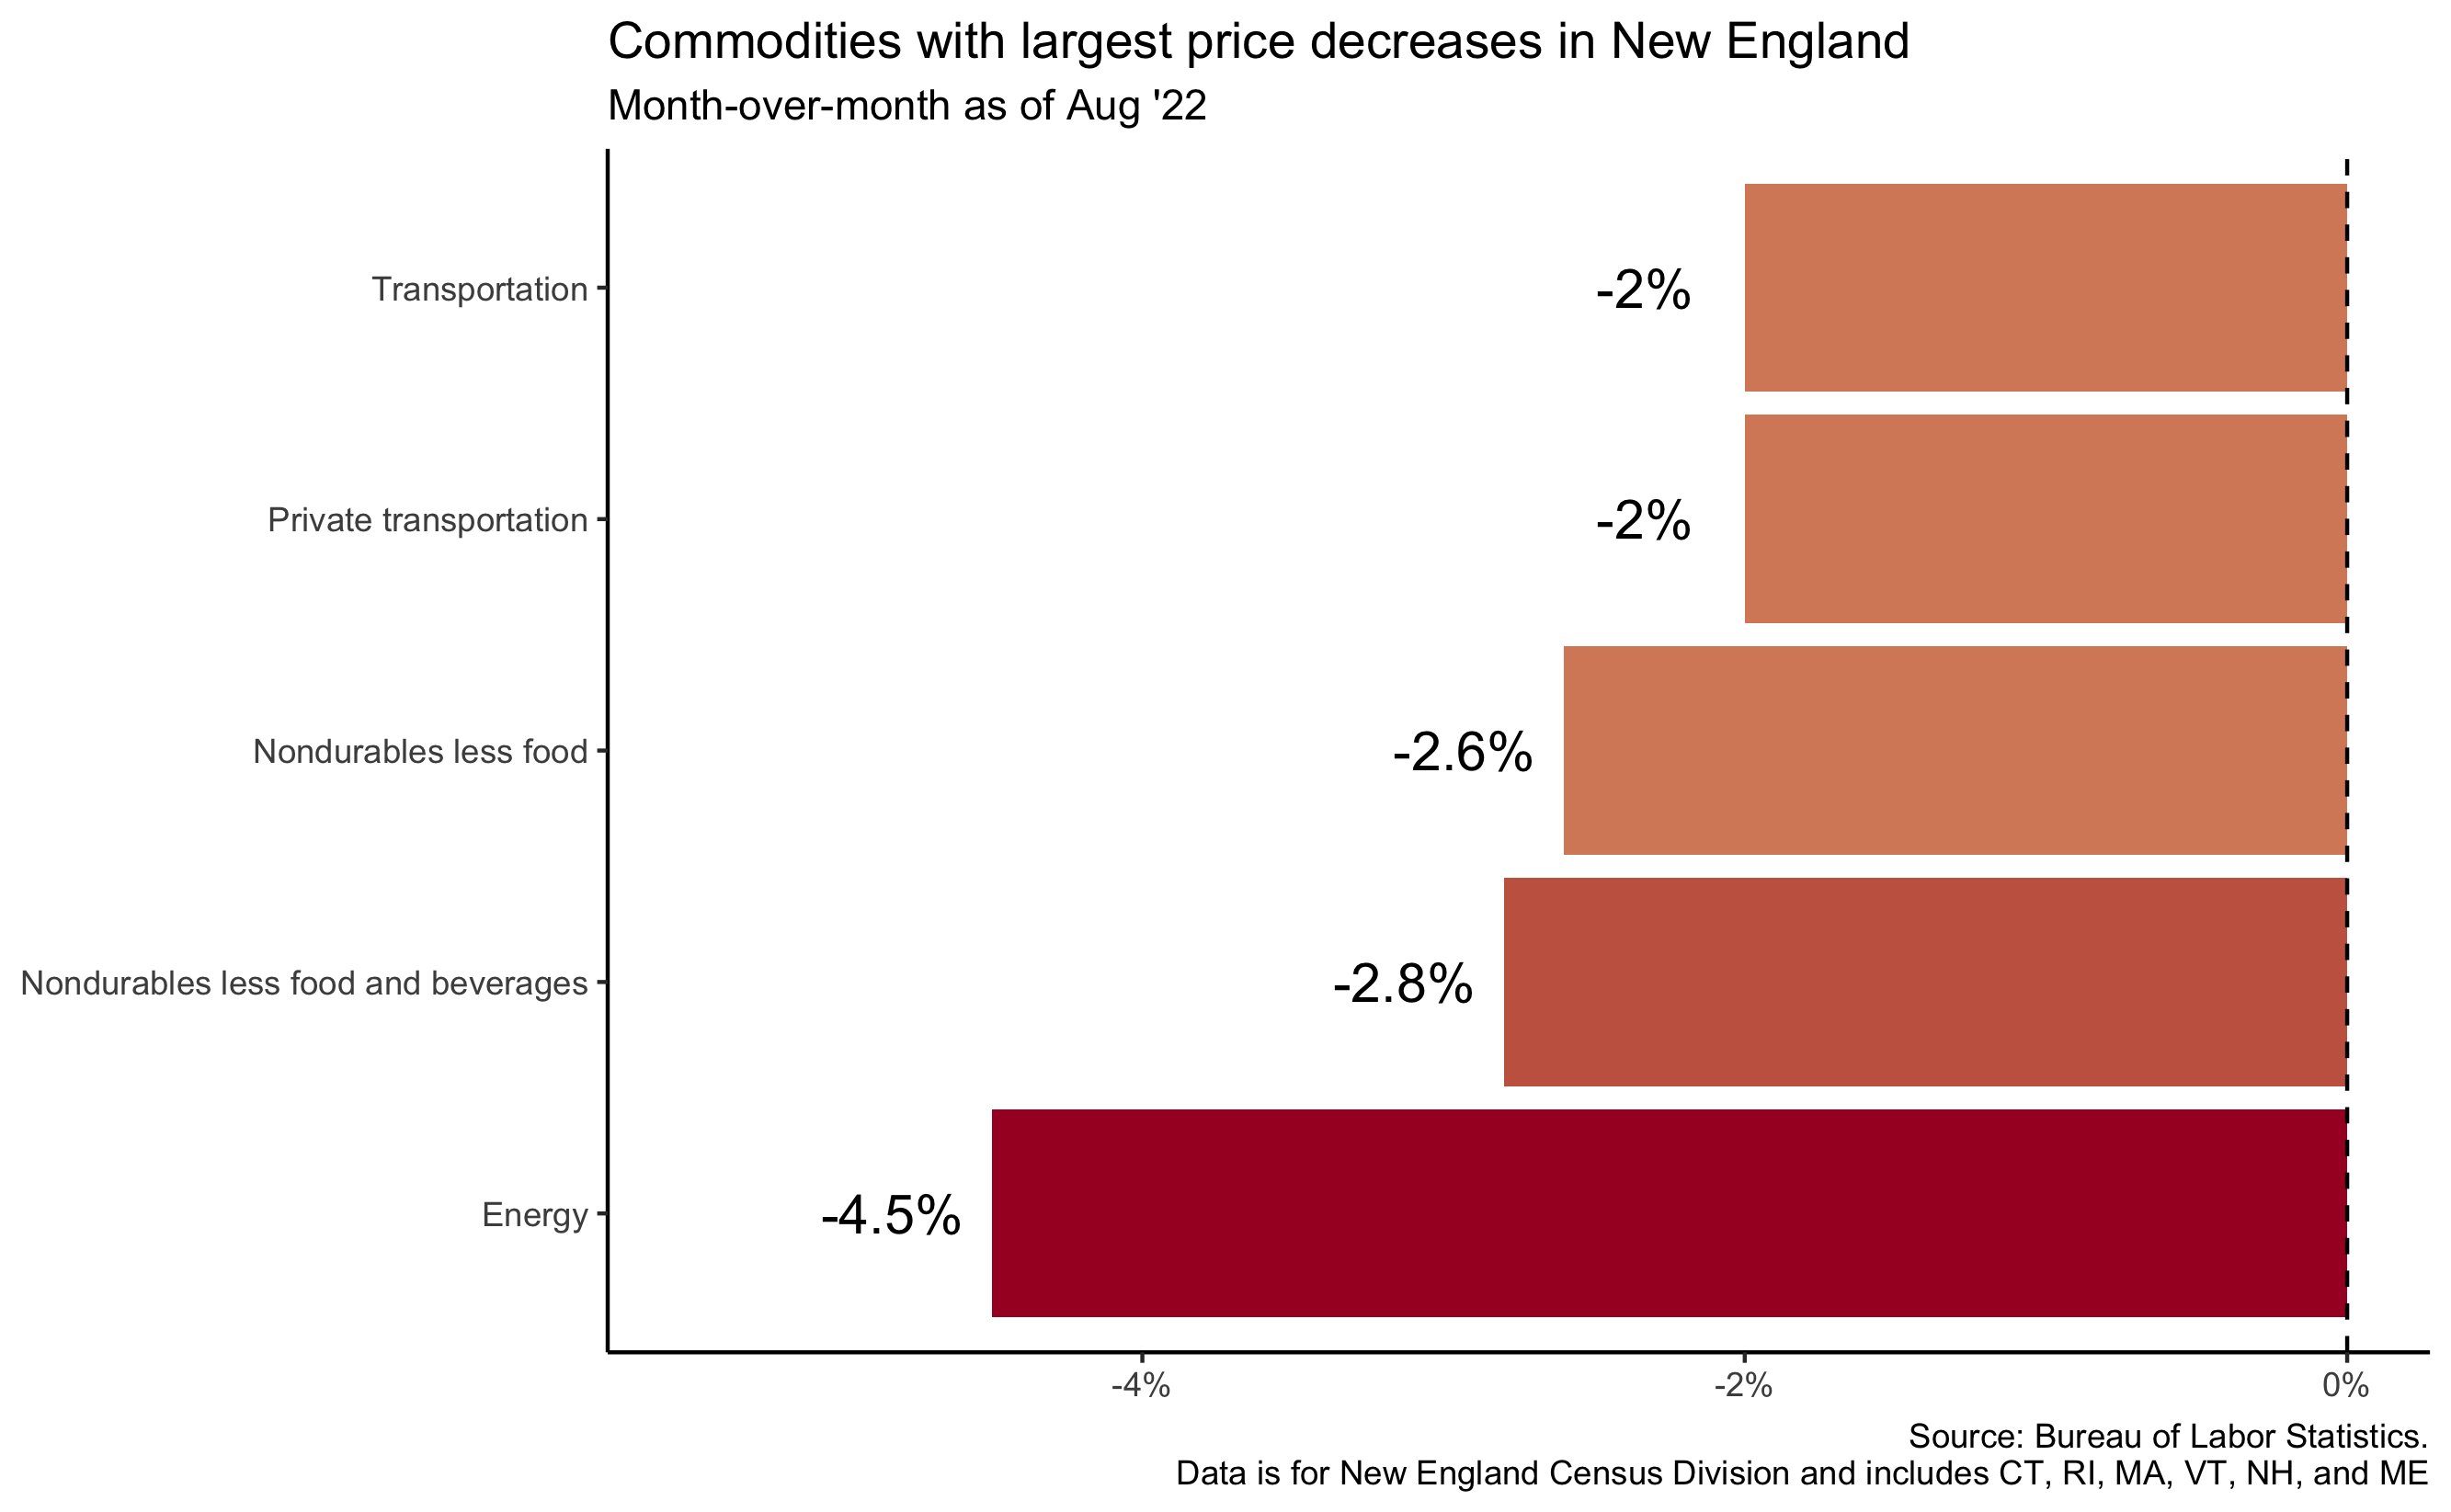 Commodities with largest price decreases in New England
Month-over-month as of Aug '22
Transportation
-2%
Private transportation
-2%
Nondurables less food
-2.6%
Nondurables less food and beverages
-2.8%
Energy
-4.5%
-4%
-2%
0%
Source: Bureau of Labor Statistics.
Data is for New England Census Division and includes CT, RI, MA, VT, NH, and ME